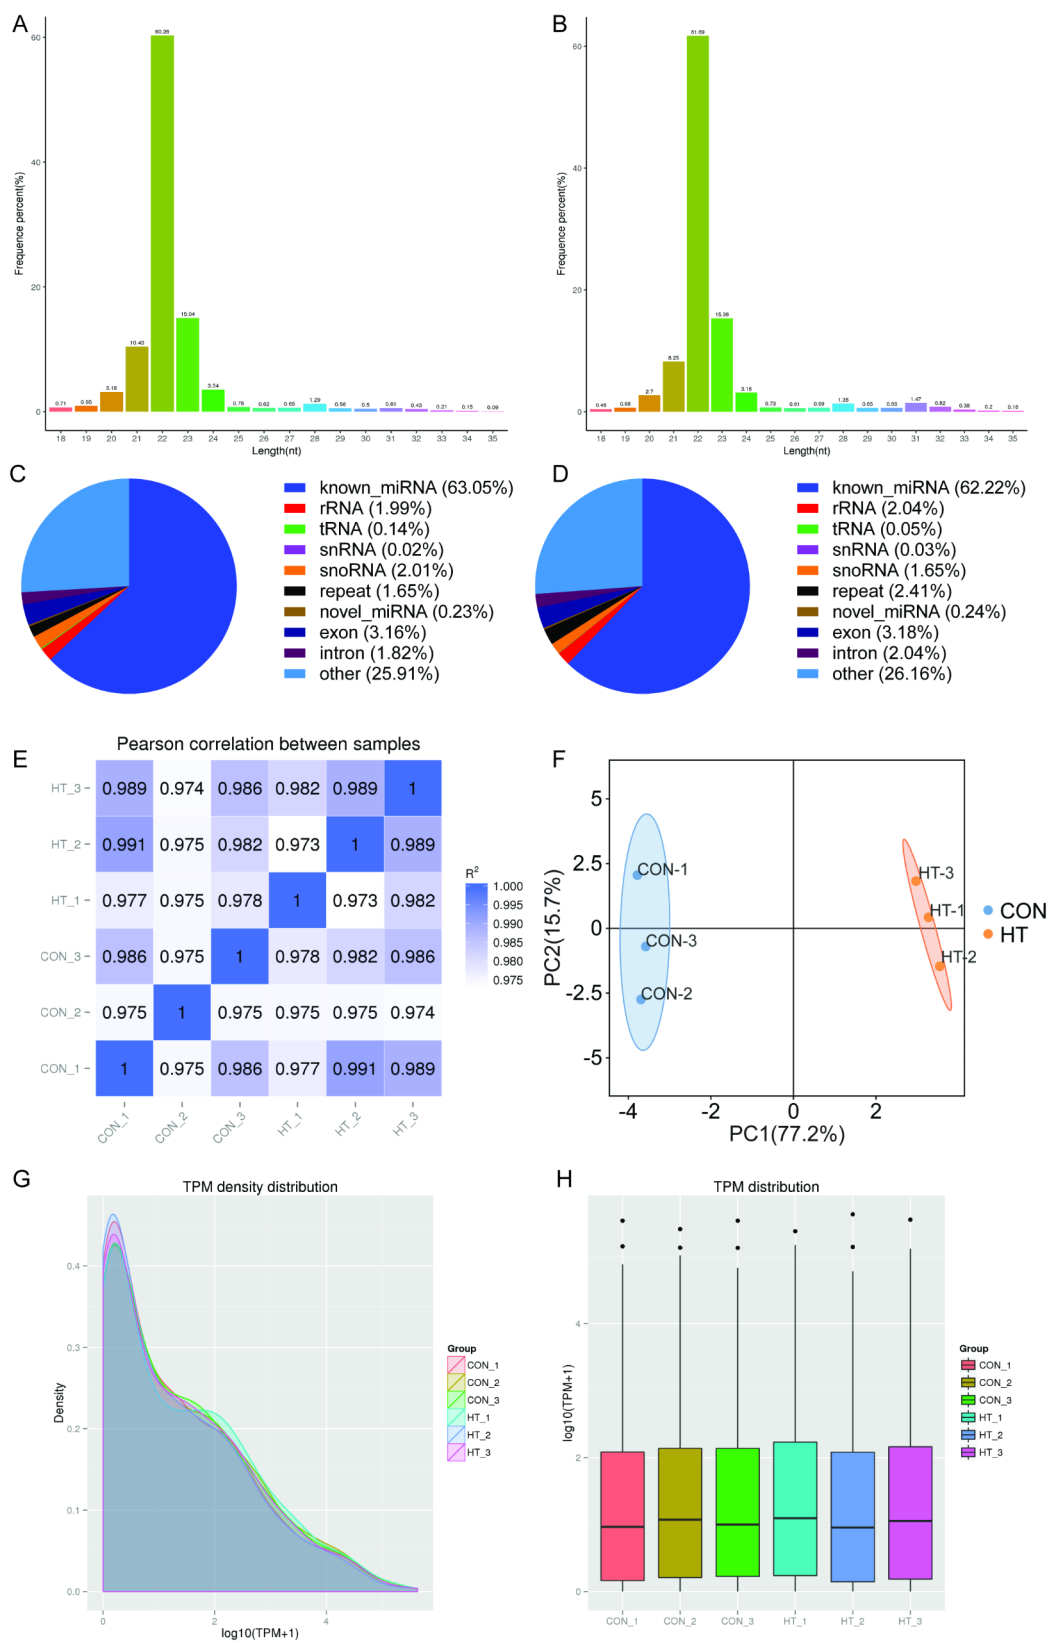 A
60.28
15.04
10.43
3.18
3.54
0.71
0.95
0.76
0.62
0.65
1.29
0.56
0.5
0.61
0.43
0.21
0.15
0.09
60
40
20
0
Frequence percent(%)
18 19 20 21 22 23 24 25 26 27 28 29 30 31 32 33 34 35
Length(nt)
B
61.69
15.36
8.25
2.7
3.16
0.73
0.61
0.69
1.47
0.82
0.38
0.2
0.16
60
40
20
0
Frequence percent(%)
18 19 20 21 22 23 24 25 26 27 28 29 30 31 32 33 34 35
Length(nt)
C
known_miRNA (63.05%)
rRNA (1.99%)
tRNA (0.14%)
snRNA (0.02%)
snoRNA (2.01%)
repeat (1.65%)
novel_miRNA (0.23%)
exon (3.16%)
intron (1.82%)
other (25.91%)
D
known_miRNA (62.22%)
rRNA (2.04%)
tRNA (0.05%)
snRNA (0.03%)
snoRNA (1.65%)
repeat (2.41%)
novel_miRNA (0.24%)
exon (3.18%)
intron (2.04%)
other (26.16%)
E
Pearson correlation between samples
HT_3 0.989 0.974 0.986 0.982 0.989 1
HT_2 0.991 0.975 0.982 0.973 1 0.989
HT_1 0.977 0.975 0.978 1 0.973 0.982
CON_3 0.986 0.975 1 0.978 0.982 0.986
CON_2 0.975 1 0.975 0.975 0.975 0.974
CON_1 1 0.975 0.986 0.977 0.991 0.989
CON_1 CON_2 CON_3 HT_1 HT_2 HT_3
R²
1.000
0.995
0.990
0.985
0.980
0.975
F
5
2.5
0
-2.5
-5
PC2(15.7%)
CON-1
CON-3
CON-2
HT-3
HT-1
HT-2
CON
HT
-4 -2 0 2
PC1(77.2%)
G
TPM density distribution
0.4
0.3
0.2
0.1
0.0
Density
0 2 4
log10(TPM+1)
Group
CON_1
CON_2
CON_3
HT_1
HT_2
HT_3
H
TPM distribution
4
2
0
log10(TPM+1)
CON_1 CON_2 CON_3 HT_1 HT_2 HT_3
Group
CON_1
CON_2
CON_3
HT_1
HT_2
HT_3